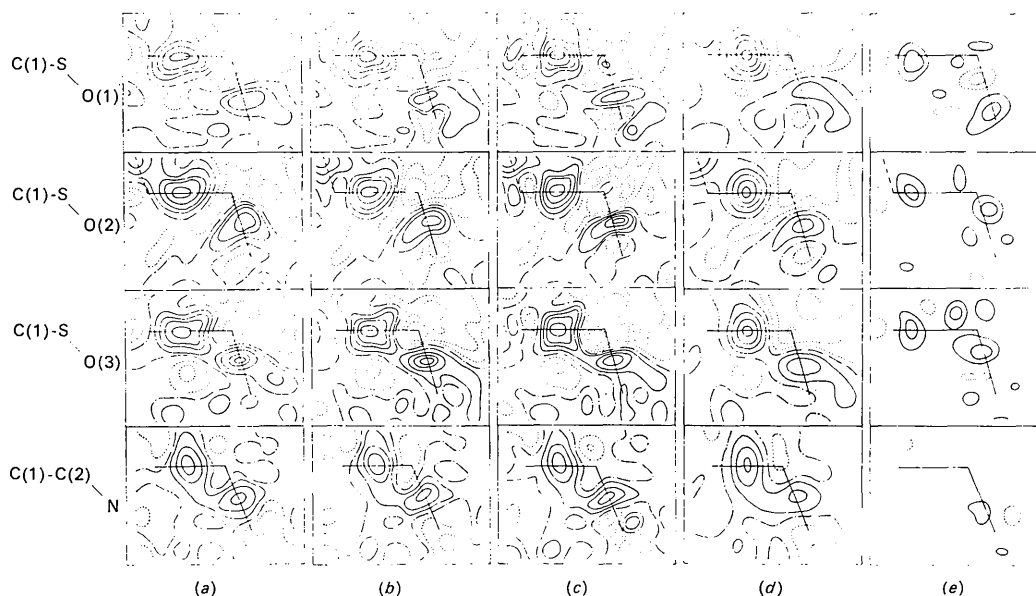 C(1)-S
O(1)
C(1)-S
O(2)
C(1)-S
O(3)
C(1)-C(2)
N
(a) (b) (c) (d) (e)